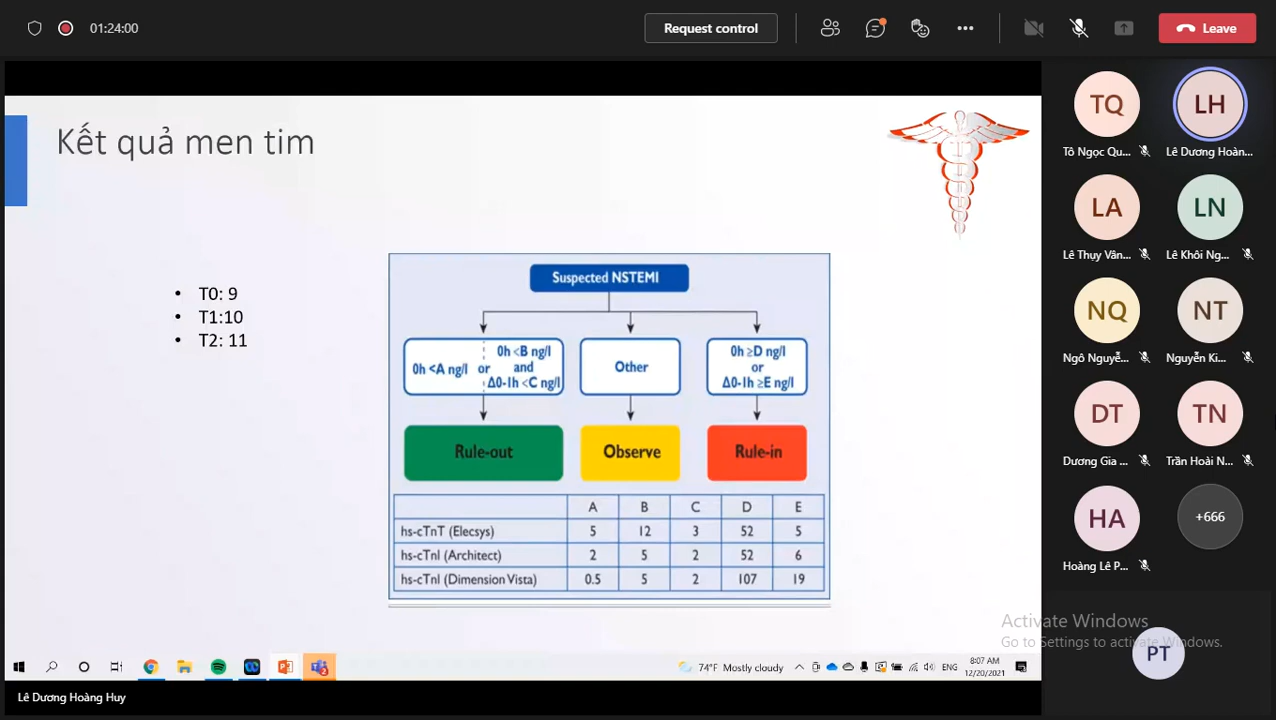 01:24:00
Request control
Leave
Kết quả men tim
• T0: 9
• T1:10
• T2: 11
Suspected NSTEMI
0h <A ng/l or 0h <B ng/l and Δ0-1h <C ng/l
Other
0h ≥D ng/l or Δ0-1h ≥E ng/l
Rule-out
Observe
Rule-in
A B C D E
hs-cTnT (Elecsys) 5 12 3 52 5
hs-cTnI (Architect) 2 5 2 52 6
hs-cTnI (Dimension Vista) 0.5 5 2 107 19
TQ
Tô Ngọc Qu...
LH
Lê Dương Hoàn...
LA
Lê Thụy Vân...
LN
Lê Khôi Ng...
NQ
Ngô Nguyễ...
NT
Nguyễn Ki...
DT
Dương Gia ...
TN
Trần Hoài N...
HA
Hoàng Lê P...
+666
Activate Windows
Go to Settings to activate Windows.
PT
74°F Mostly cloudy
ENG
8:07 AM
12/20/2021
Lê Dương Hoàng Huy